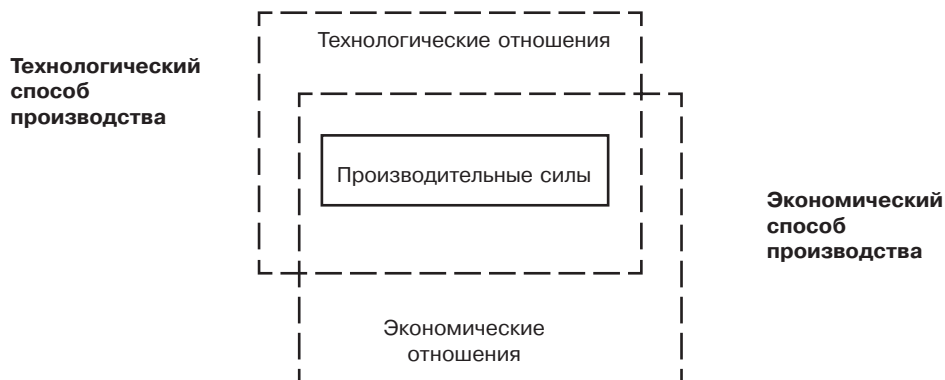 Технологические отношения
Технологический
способ
производства
Производительные силы
Экономический
способ
производства
Экономические
отношения